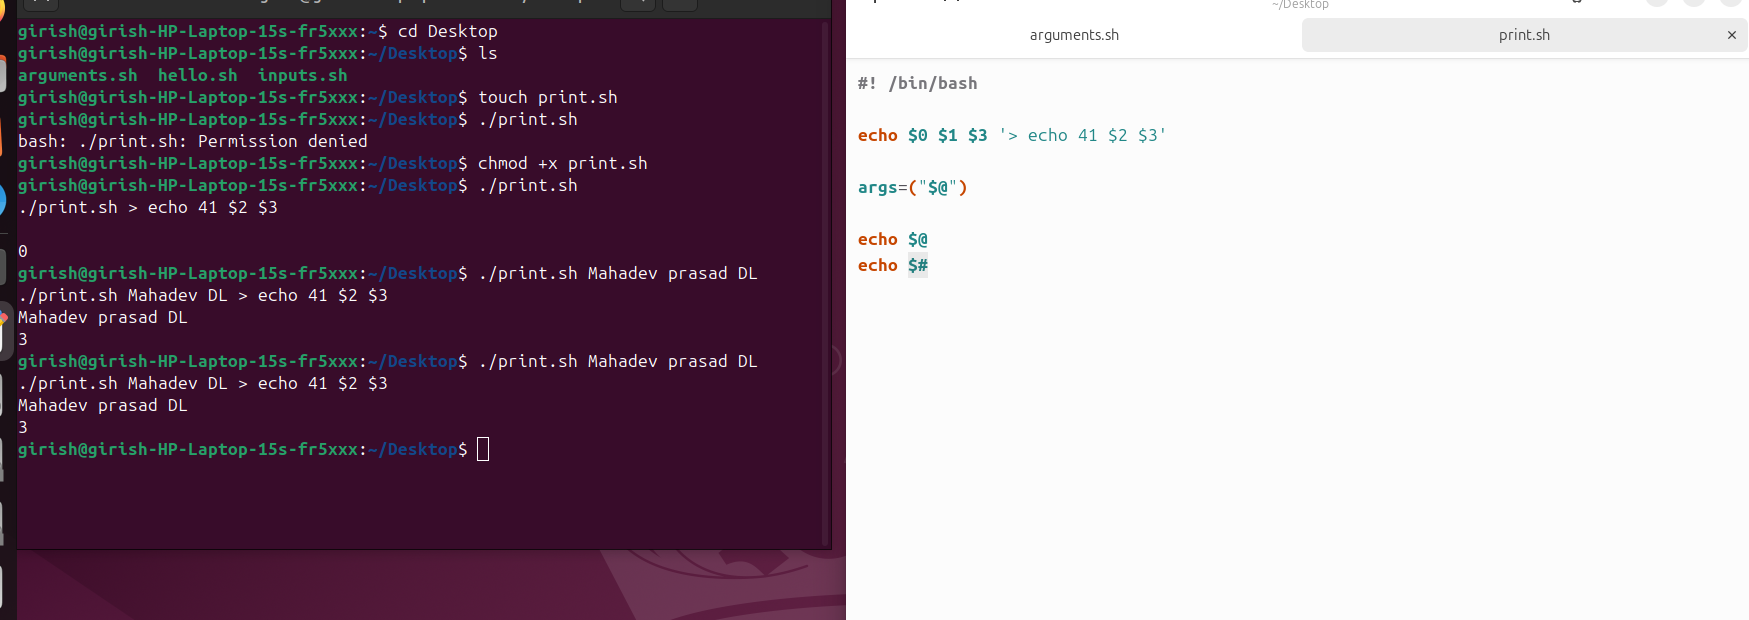 girish@girish-HP-Laptop-15s-fr5xxx:~$ cd Desktop
girish@girish-HP-Laptop-15s-fr5xxx:~/Desktop$ ls
arguments.sh  hello.sh  inputs.sh
girish@girish-HP-Laptop-15s-fr5xxx:~/Desktop$ touch print.sh
girish@girish-HP-Laptop-15s-fr5xxx:~/Desktop$ ./print.sh
bash: ./print.sh: Permission denied
girish@girish-HP-Laptop-15s-fr5xxx:~/Desktop$ chmod +x print.sh
girish@girish-HP-Laptop-15s-fr5xxx:~/Desktop$ ./print.sh
./print.sh > echo 41 $2 $3

0
girish@girish-HP-Laptop-15s-fr5xxx:~/Desktop$ ./print.sh Mahadev prasad DL
./print.sh Mahadev DL > echo 41 $2 $3
Mahadev prasad DL
3
girish@girish-HP-Laptop-15s-fr5xxx:~/Desktop$ ./print.sh Mahadev prasad DL
./print.sh Mahadev DL > echo 41 $2 $3
Mahadev prasad DL
3
girish@girish-HP-Laptop-15s-fr5xxx:~/Desktop$
~/Desktop
arguments.sh
print.sh ×
#! /bin/bash

echo $0 $1 $3 '> echo 41 $2 $3'

args=("$@")

echo $@
echo $#